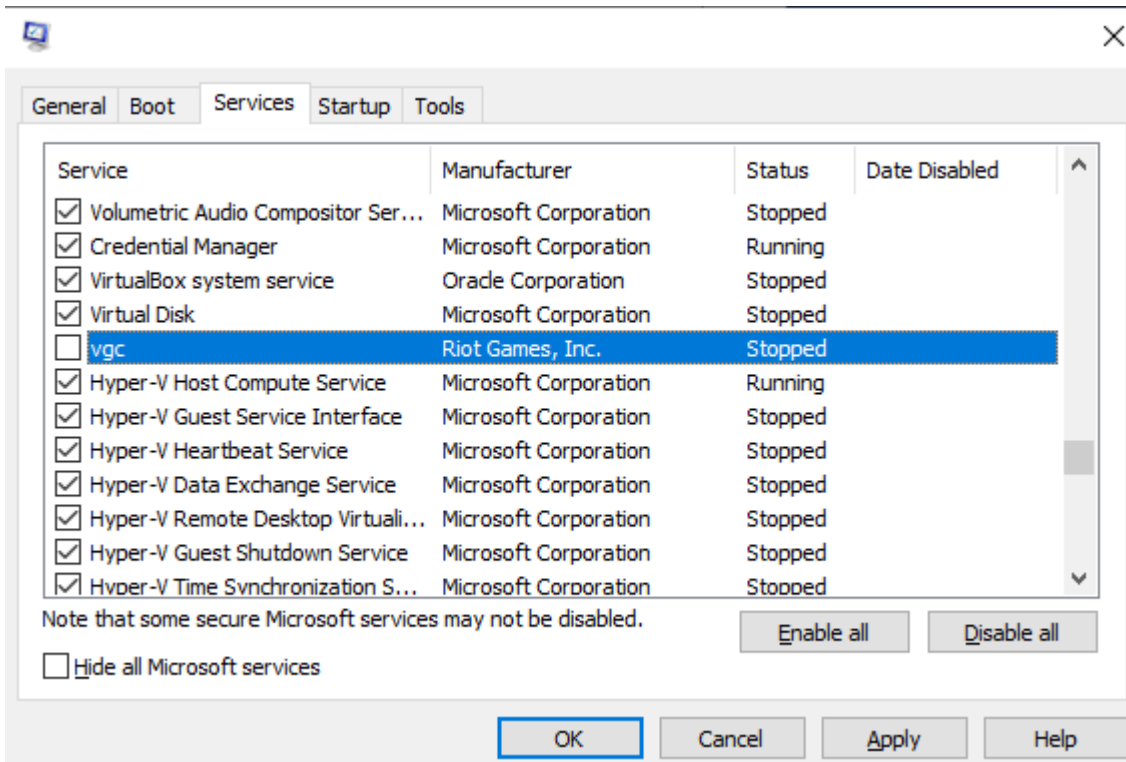 General Boot Services Startup Tools
Service Manufacturer Status Date Disabled
Volumetric Audio Compositor Ser... Microsoft Corporation Stopped
Credential Manager Microsoft Corporation Running
VirtualBox system service Oracle Corporation Stopped
Virtual Disk Microsoft Corporation Stopped
vgc Riot Games, Inc. Stopped
Hyper-V Host Compute Service Microsoft Corporation Running
Hyper-V Guest Service Interface Microsoft Corporation Stopped
Hyper-V Heartbeat Service Microsoft Corporation Stopped
Hyper-V Data Exchange Service Microsoft Corporation Stopped
Hyper-V Remote Desktop Virtuali... Microsoft Corporation Stopped
Hyper-V Guest Shutdown Service Microsoft Corporation Stopped
Hyper-V Time Synchronization S... Microsoft Corporation Stopped
Note that some secure Microsoft services may not be disabled.
Enable all Disable all
Hide all Microsoft services
OK Cancel Apply Help